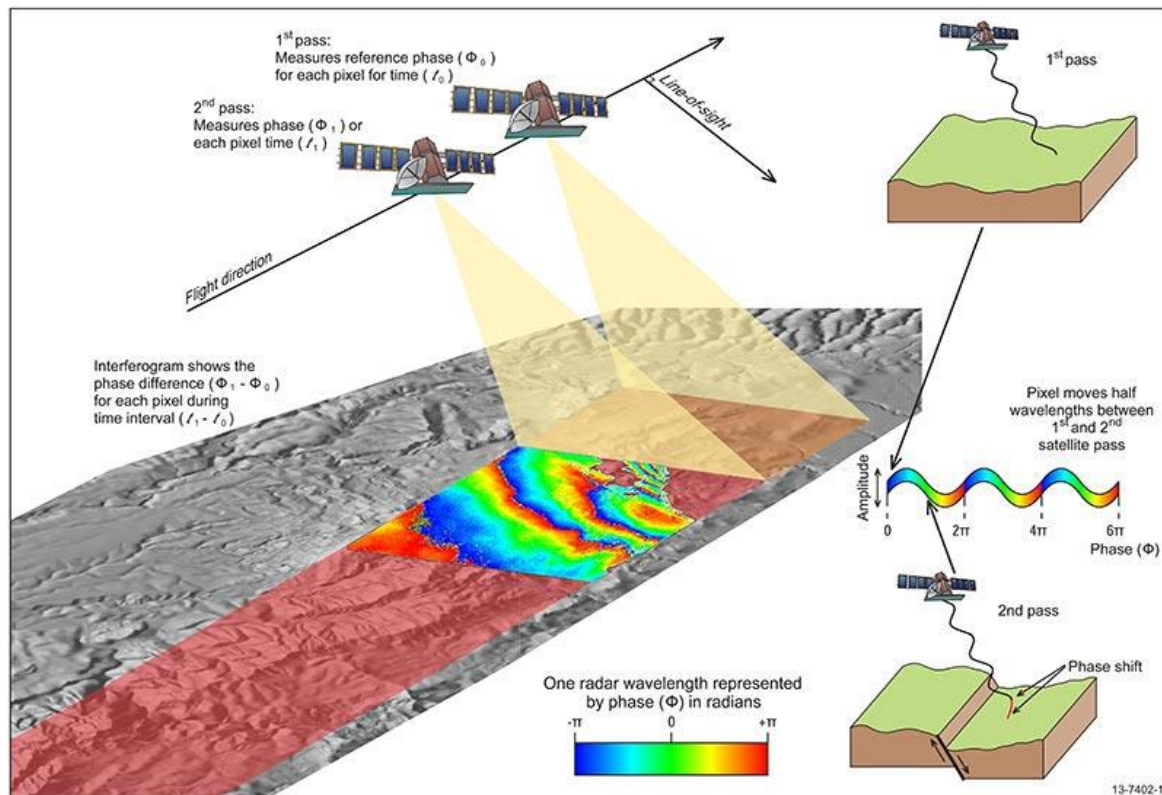 1st pass:
Measures reference phase (Φ₀)
for each pixel for time (t₀)
2nd pass:
Measures phase (Φ₁) or
each pixel time (t₁)
Line-of-sight
Flight direction
1st pass
Interferogram shows the
phase difference (Φ₁ - Φ₀)
for each pixel during
time interval (t₁ - t₀)
Pixel moves half
wavelengths between
1st and 2nd
satellite pass
Amplitude
0 2π 4π 6π
Phase (Φ)
2nd pass
Phase shift
One radar wavelength represented
by phase (Φ) in radians
-π 0 +π
13-7402-1